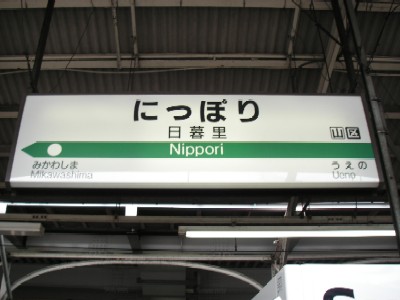 にっぽり
日暮里
山 区
Nippori
みかわしま
Mikawashima
うえの
Ueno
S